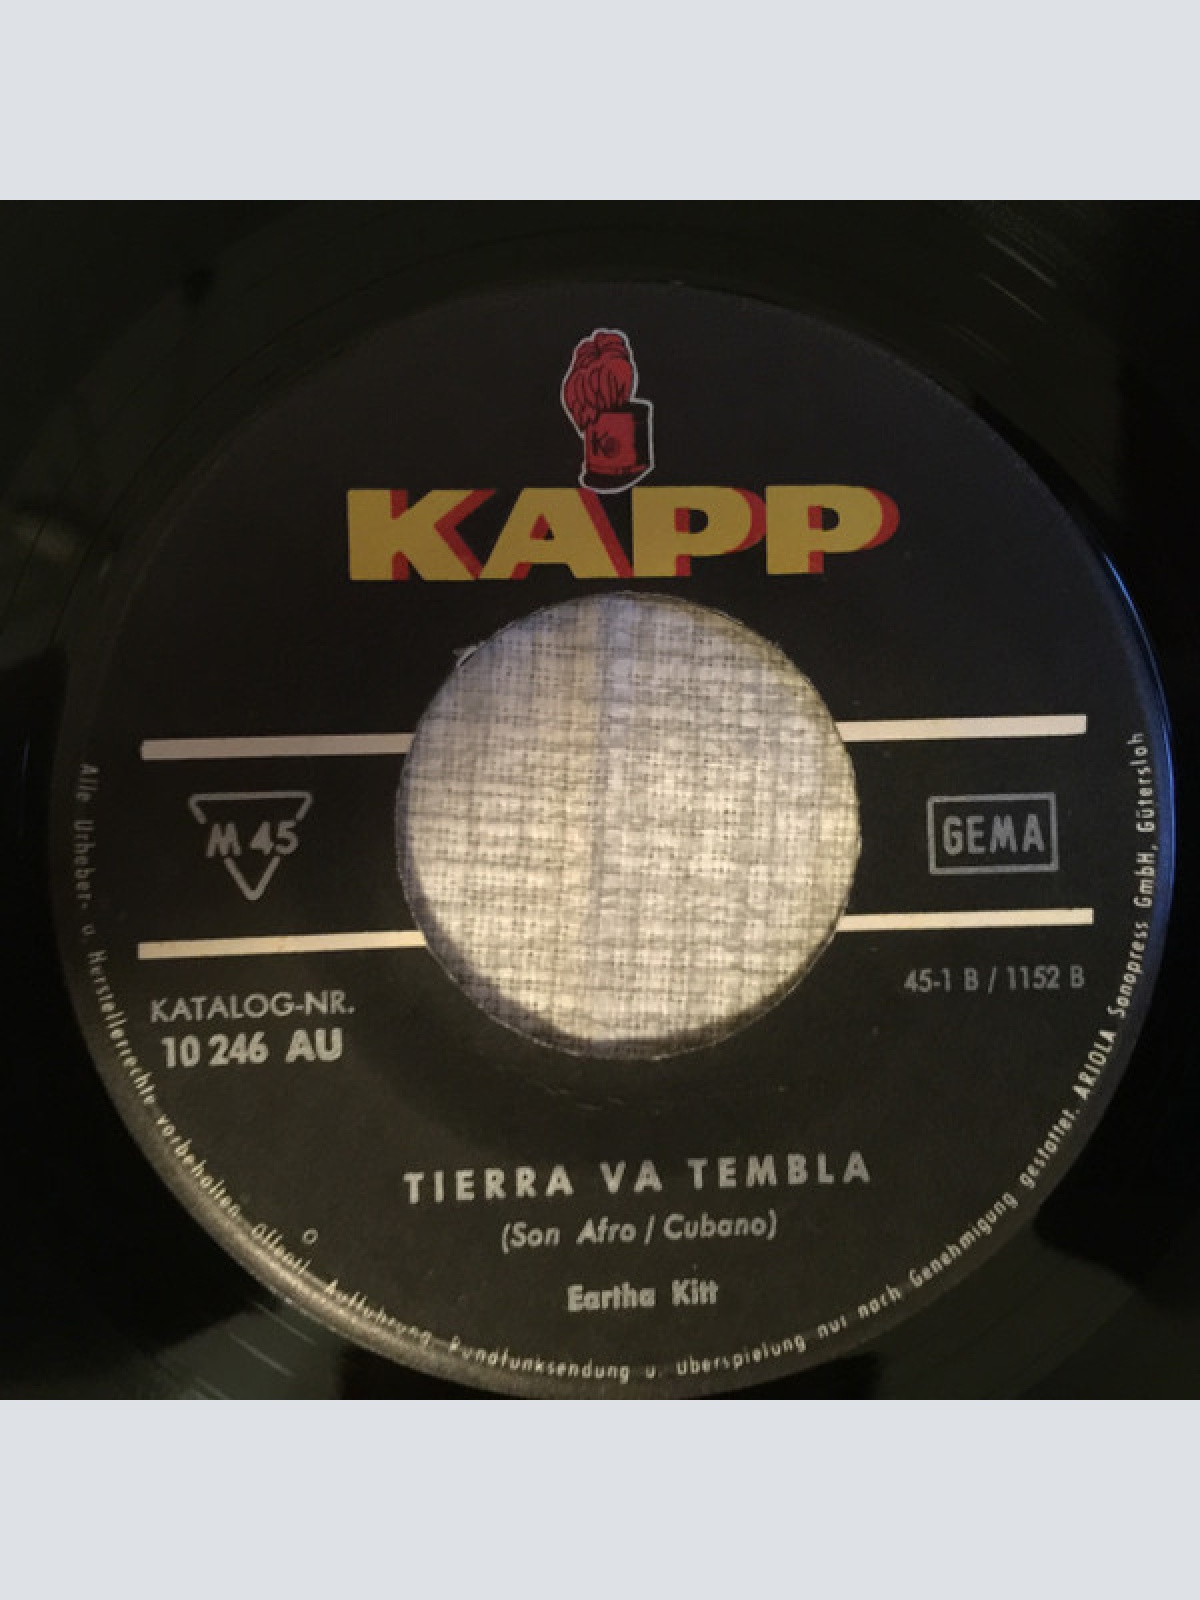 K
KAPP
M 45
GEMA
KATALOG-NR.
10 246 AU
45-1 B / 1152 B
TIERRA VA TEMBLA
(Son Afro / Cubano)
Eartha Kitt
Alle Urheber- u. Herstellerrechte vorbehalten. Öffentl. Aufführung, Rundfunksendung u. Überspielung nur nach Genehmigung gestattet. ARIOLA Sonopress GmbH, Gütersloh